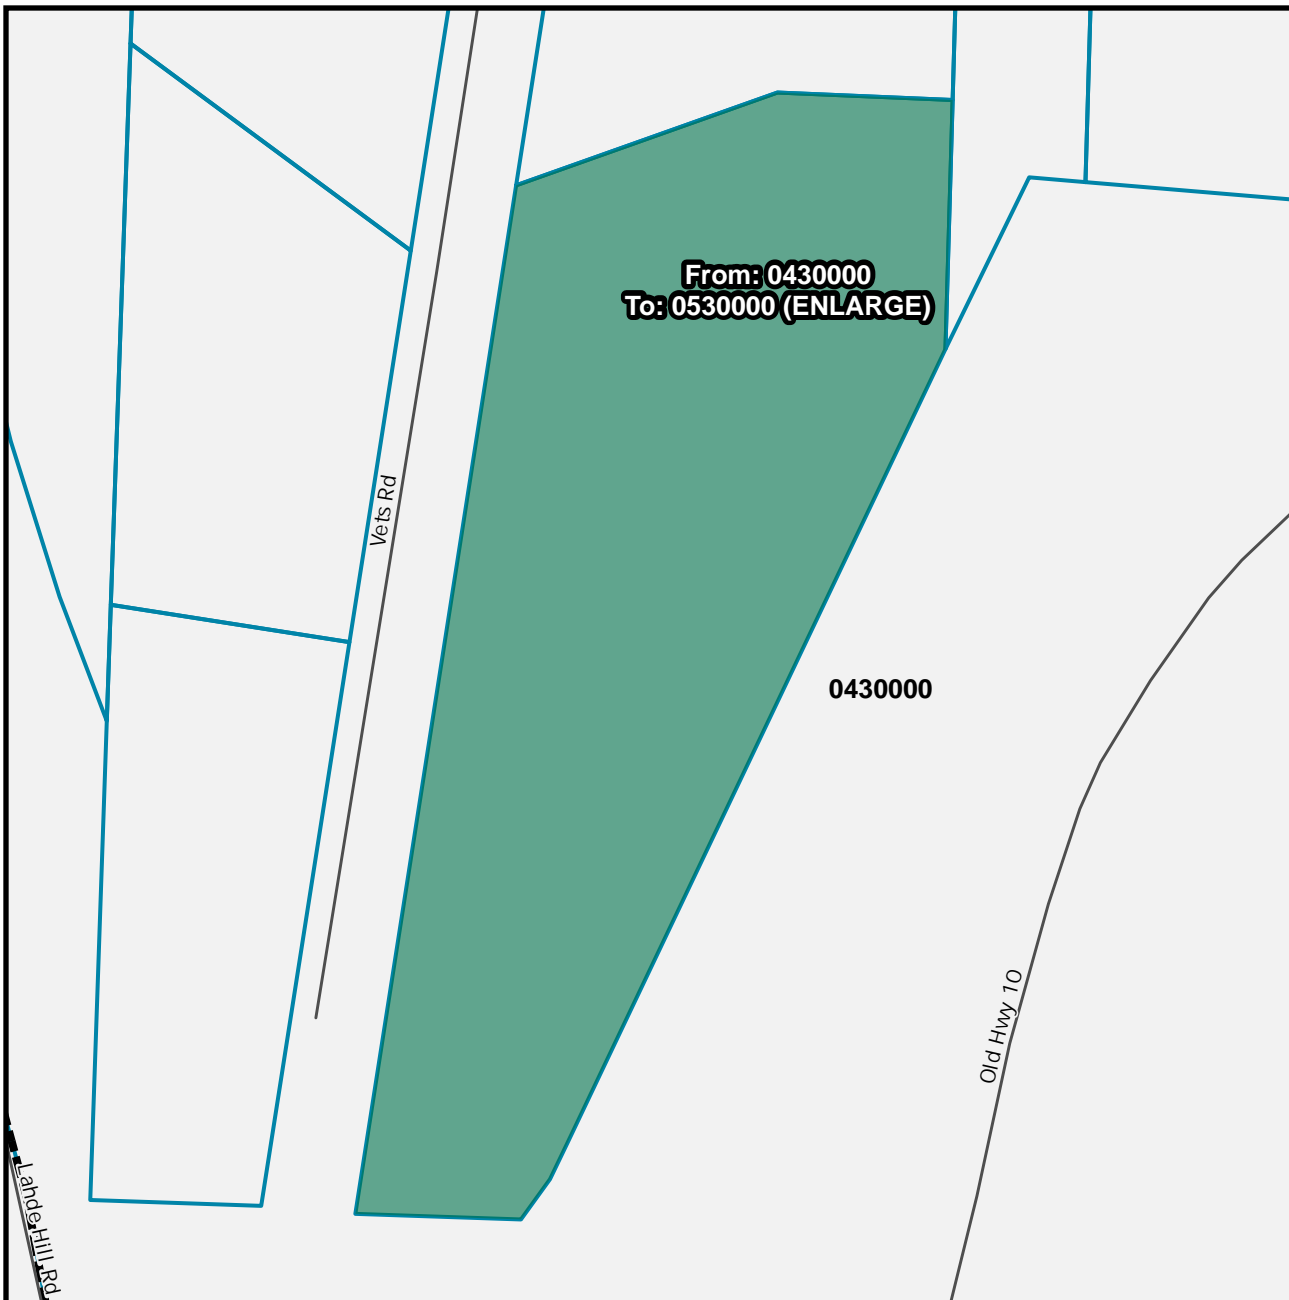 From: 0430000
To: 0530000 (ENLARGE)
Vets Rd
0430000
Old Hwy 10
Lahde Hill Rd